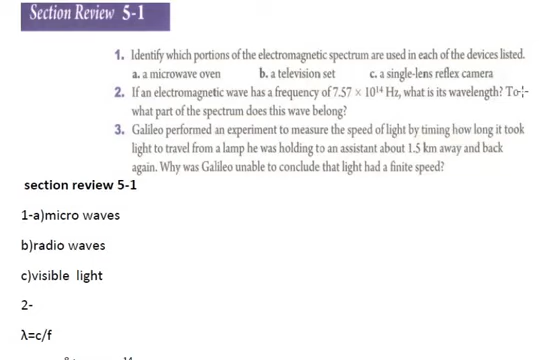 Section Review 5-1
1. Identify which portions of the electromagnetic spectrum are used in each of the devices listed.
a. a microwave oven b. a television set c. a single-lens reflex camera
2. If an electromagnetic wave has a frequency of 7.57 × 10¹⁴ Hz, what is its wavelength? To
what part of the spectrum does this wave belong?
3. Galileo performed an experiment to measure the speed of light by timing how long it took
light to travel from a lamp he was holding to an assistant about 1.5 km away and back
again. Why was Galileo unable to conclude that light had a finite speed?
section review 5-1
1-a)micro waves
b)radio waves
c)visible light
2-
λ=c/f